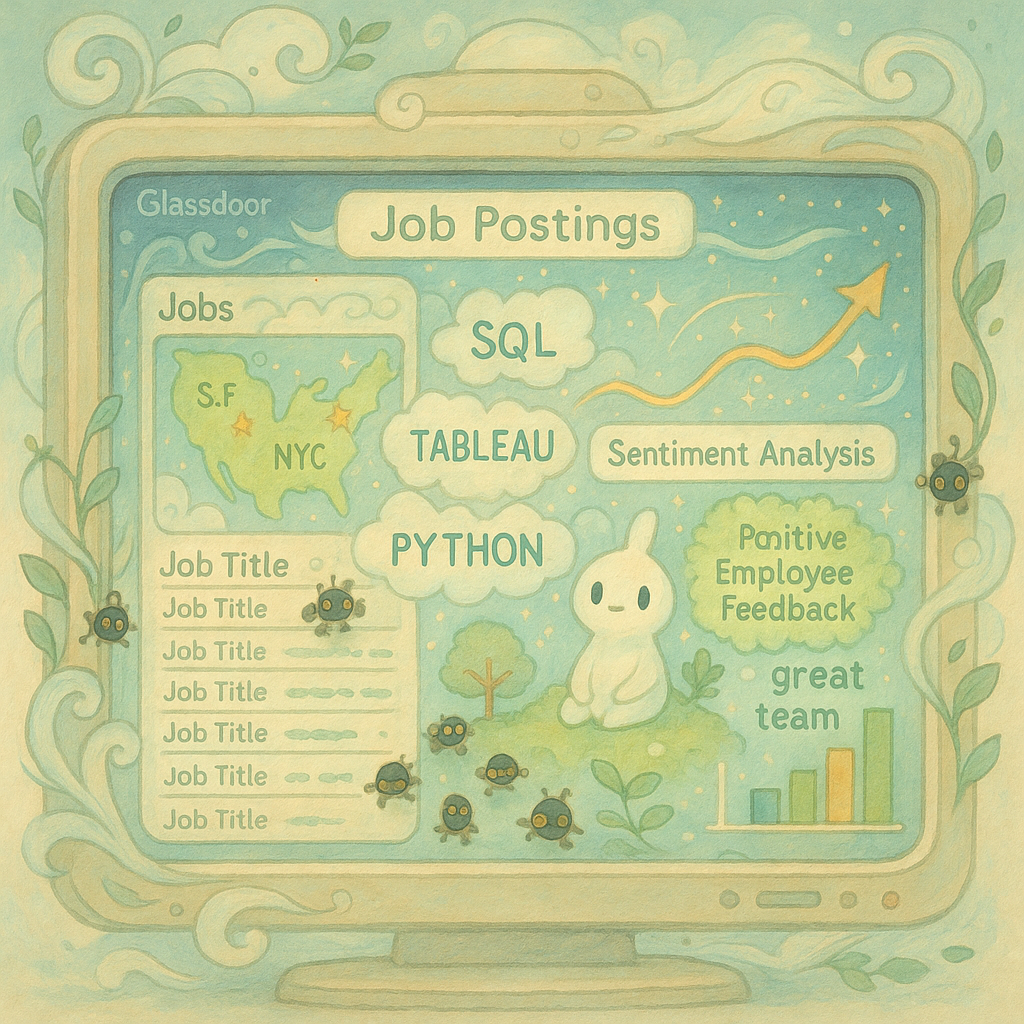 Glassdoor
Job Postings
Jobs
S.F
NYC
Job Title
Job Title
Job Title
Job Title
Job Title
Job Title
Job Title
SQL
TABLEAU
PYTHON
Sentiment Analysis
Ponitive
Employee
Feedback
great
team